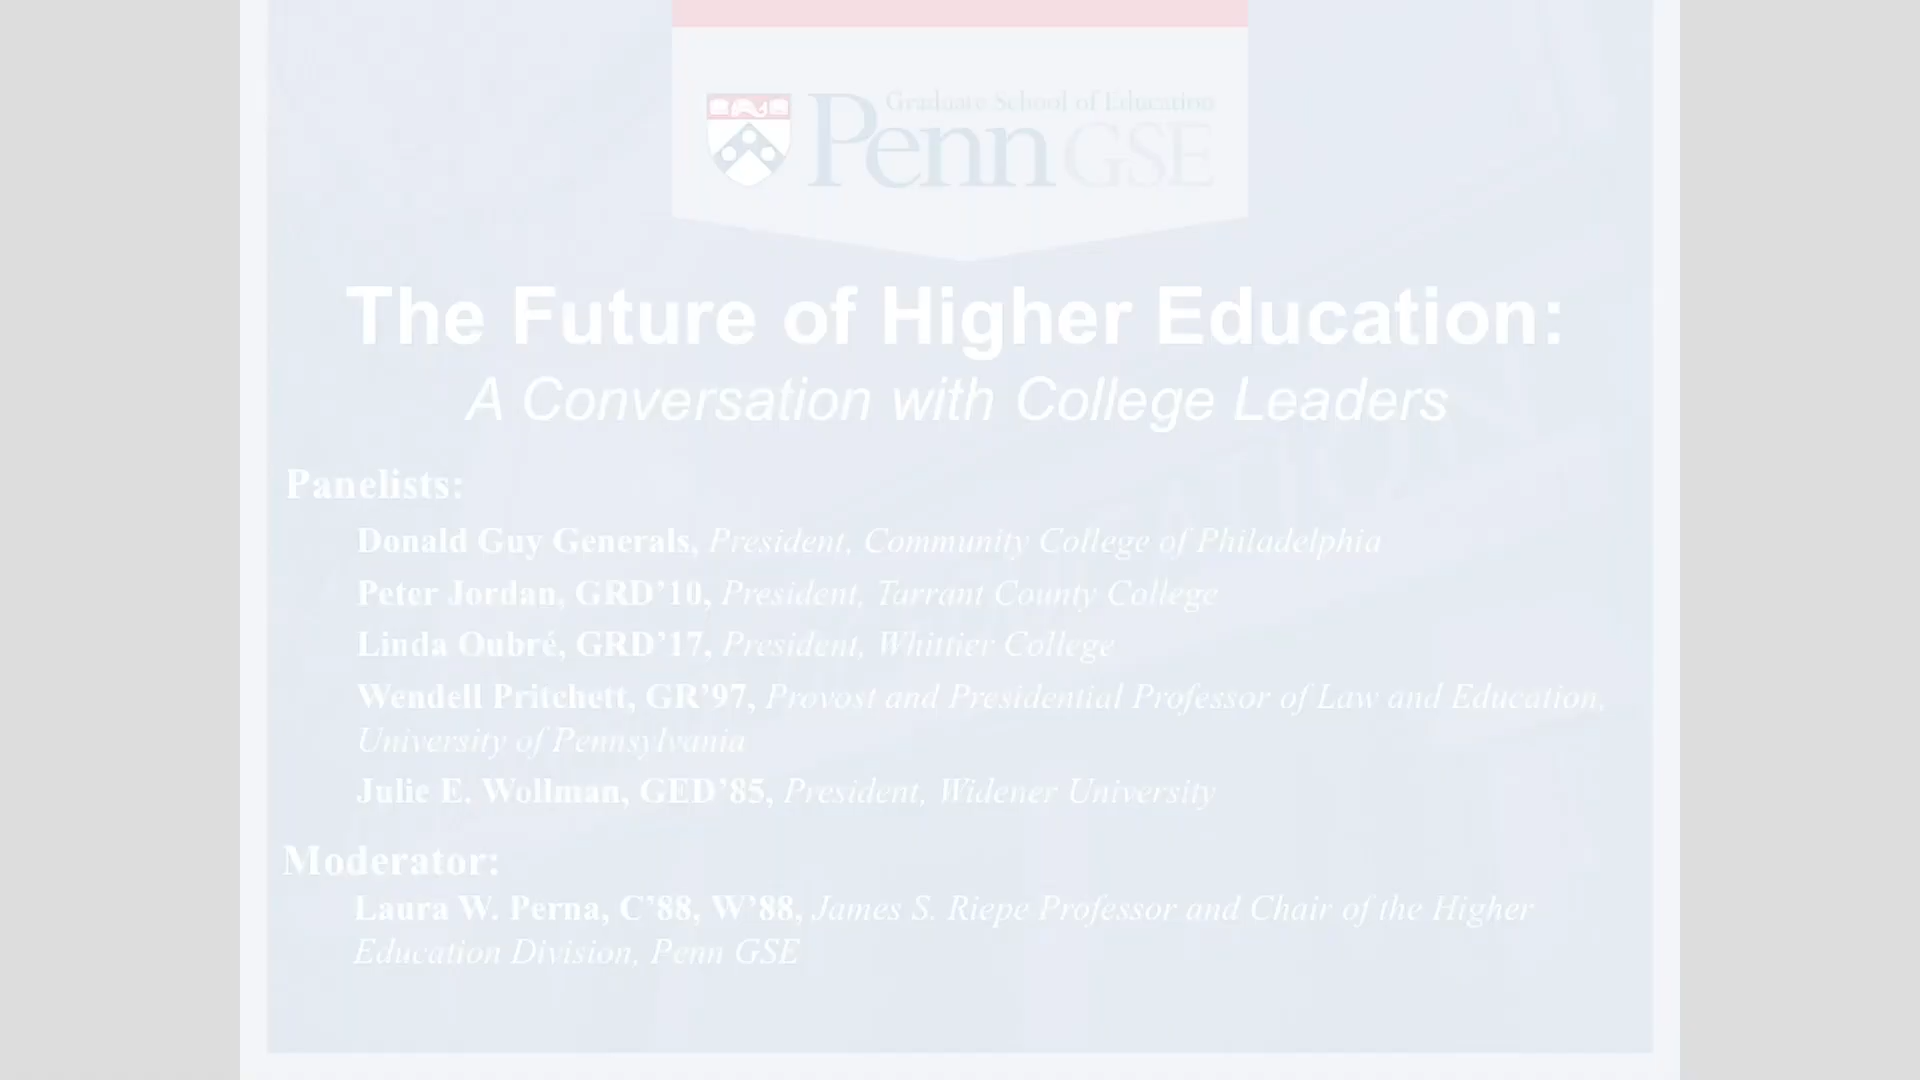 Graduate School of Education
Penn GSE
The Future of Higher Education:
A Conversation with College Leaders
Panelists:
Donald Guy Generals, President, Community College of Philadelphia
Peter Jordan, GRD’10, President, Tarrant County College
Linda Oubré, GRD’17, President, Whittier College
Wendell Pritchett, GR’97, Provost and Presidential Professor of Law and Education,
University of Pennsylvania
Julie E. Wollman, GED’85, President, Widener University
Moderator:
Laura W. Perna, C’88, W’88, James S. Riepe Professor and Chair of the Higher
Education Division, Penn GSE